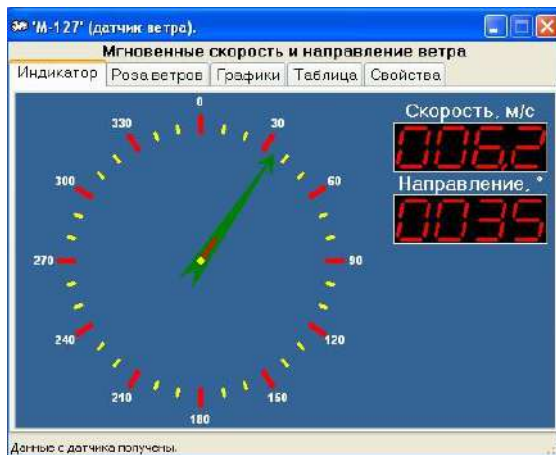 "М-127" (датчик ветра).
Мгновенные скорость и направление ветра
Индикатор Роза ветров Графики Таблица Свойства
0
330 30
300 60
270 90
240 120
210 150
180
Скорость, м/с
006,2
Направление, °
0035
Данные с датчика получены.